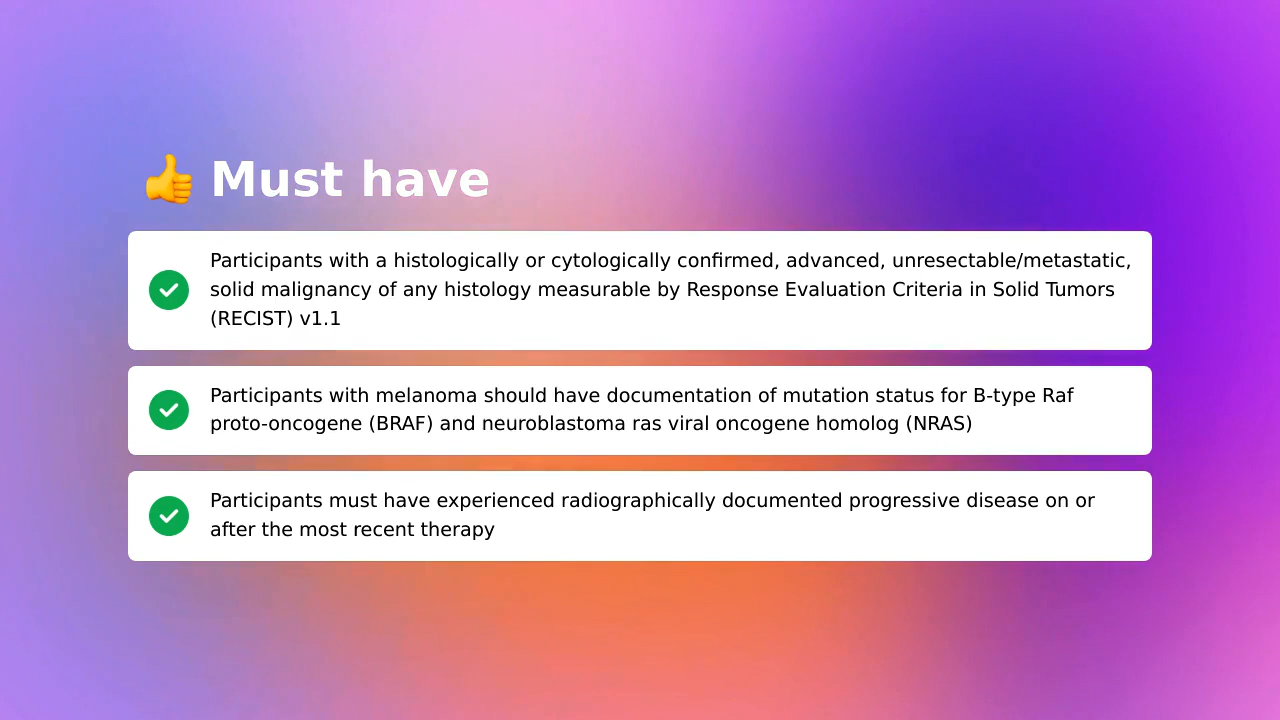 👍 Must have
Participants with a histologically or cytologically confirmed, advanced, unresectable/metastatic,
solid malignancy of any histology measurable by Response Evaluation Criteria in Solid Tumors
(RECIST) v1.1
Participants with melanoma should have documentation of mutation status for B-type Raf
proto-oncogene (BRAF) and neuroblastoma ras viral oncogene homolog (NRAS)
Participants must have experienced radiographically documented progressive disease on or
after the most recent therapy